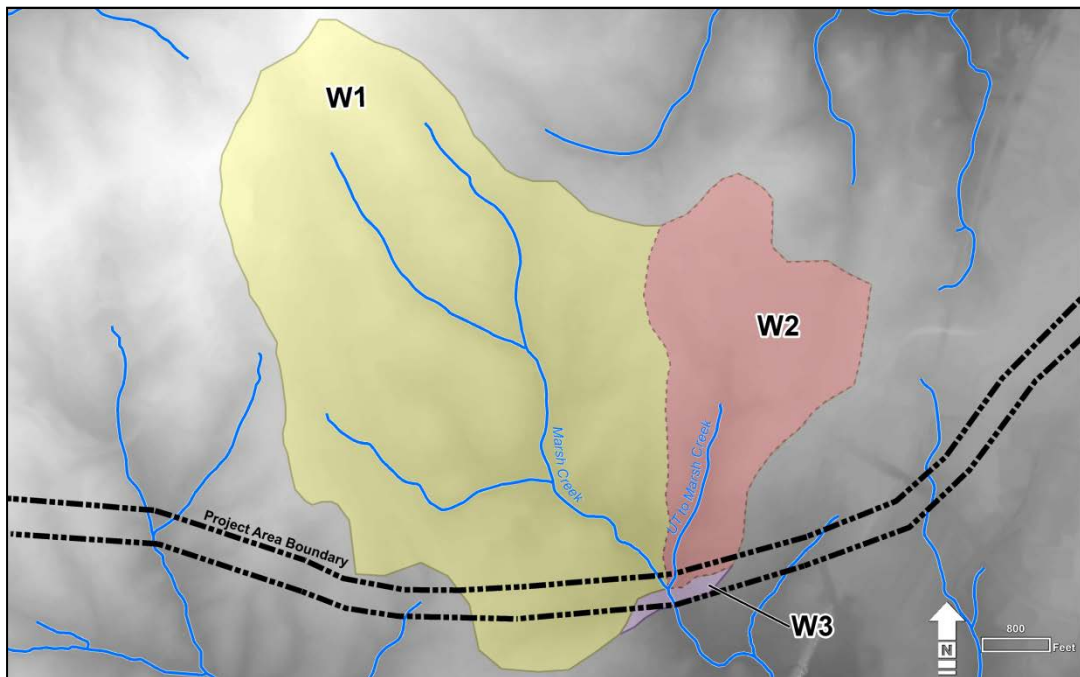 W1
W2
Marsh Creek
UT to Marsh Creek
Project Area Boundary
W3
N
800
Feet